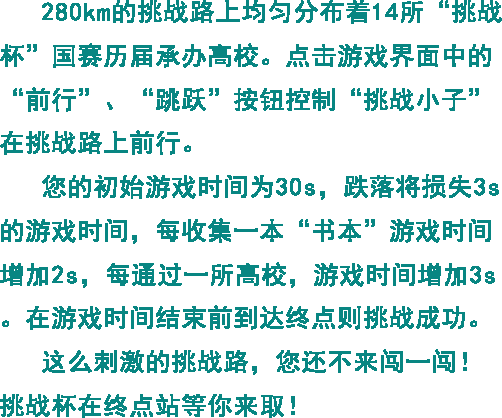 280km的挑战路上均匀分布着14所“挑战
杯”国赛历届承办高校。点击游戏界面中的
“前行”、“跳跃”按钮控制“挑战小子”
在挑战路上前行。
您的初始游戏时间为30s，跌落将损失3s
的游戏时间，每收集一本“书本”游戏时间
增加2s，每通过一所高校，游戏时间增加3s
。在游戏时间结束前到达终点则挑战成功。
这么刺激的挑战路，您还不来闯一闯！
挑战杯在终点站等你来取！